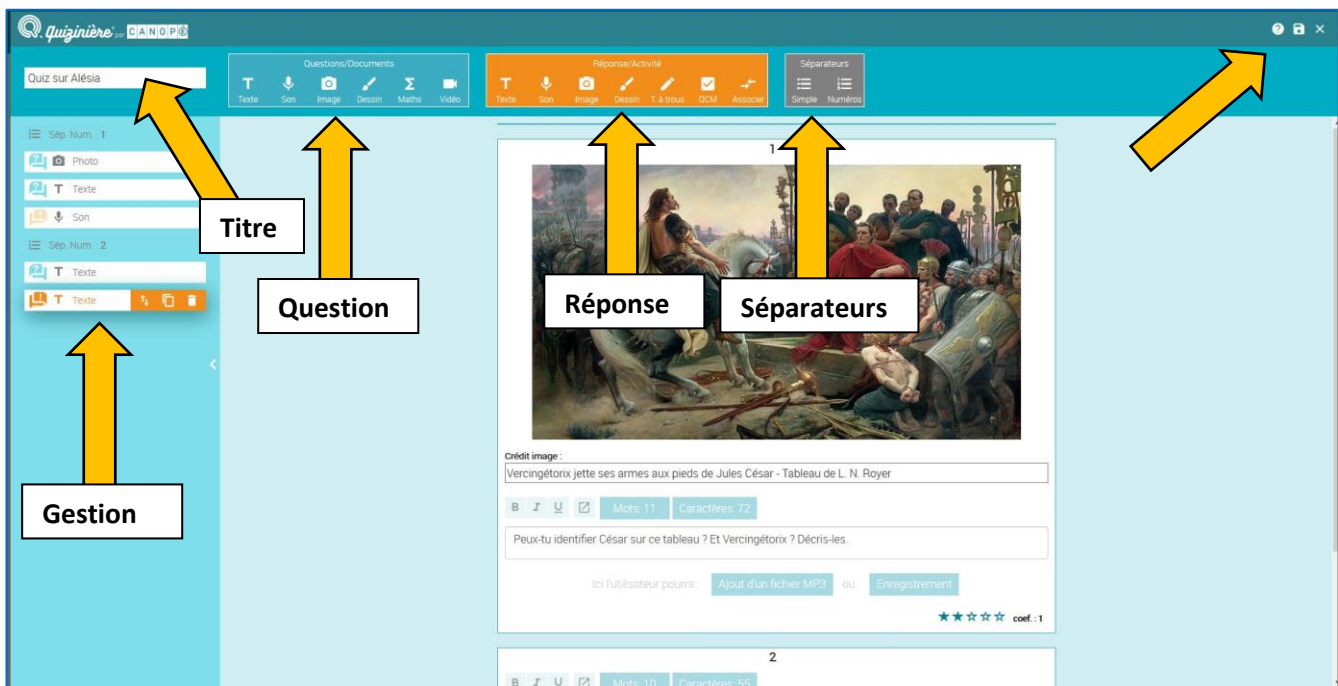 Quizinière par CANOPÉ
Quiz sur Alésia
Questions/Documents
Texte Son Image Dessin Maths Vidéo
Réponse/Activité
Texte Son Image Dessin T. à trous QCM Associer
Séparateurs
Simple Numéros
Sép. Num. 1
Photo
Texte
Son
Sép. Num. 2
Texte
Texte
Titre
Question
Réponse
Séparateurs
Gestion
1
Crédit image :
Vercingétorix jette ses armes aux pieds de Jules César - Tableau de L. N. Royer
B I U Mots: 11 Caractères: 72
Peux-tu identifier César sur ce tableau ? Et Vercingétorix ? Décris-les.
Ici l'utilisateur pourra : Ajout d'un fichier MP3 ou Enregistrement
coef. : 1
2
B I U Mots: 10 Caractères: 55